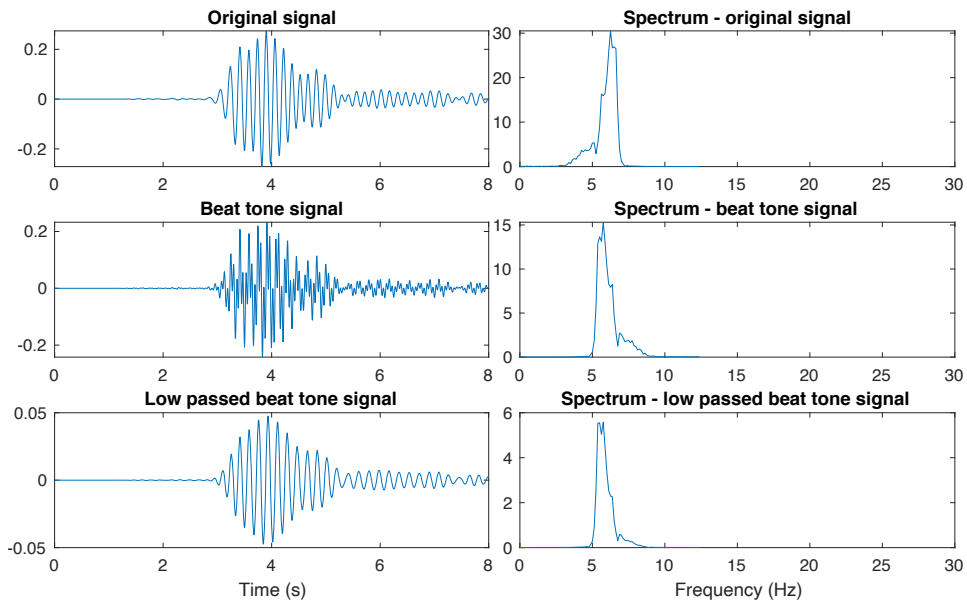 Original signal
0.2
0
-0.2
0 2 4 6 8
Spectrum - original signal
30
20
10
0
0 5 10 15 20 25 30
Beat tone signal
0.2
0
-0.2
0 2 4 6 8
Spectrum - beat tone signal
15
10
5
0
0 5 10 15 20 25 30
Low passed beat tone signal
0.05
0
-0.05
0 2 4 6 8
Time (s)
Spectrum - low passed beat tone signal
6
4
2
0
0 5 10 15 20 25 30
Frequency (Hz)